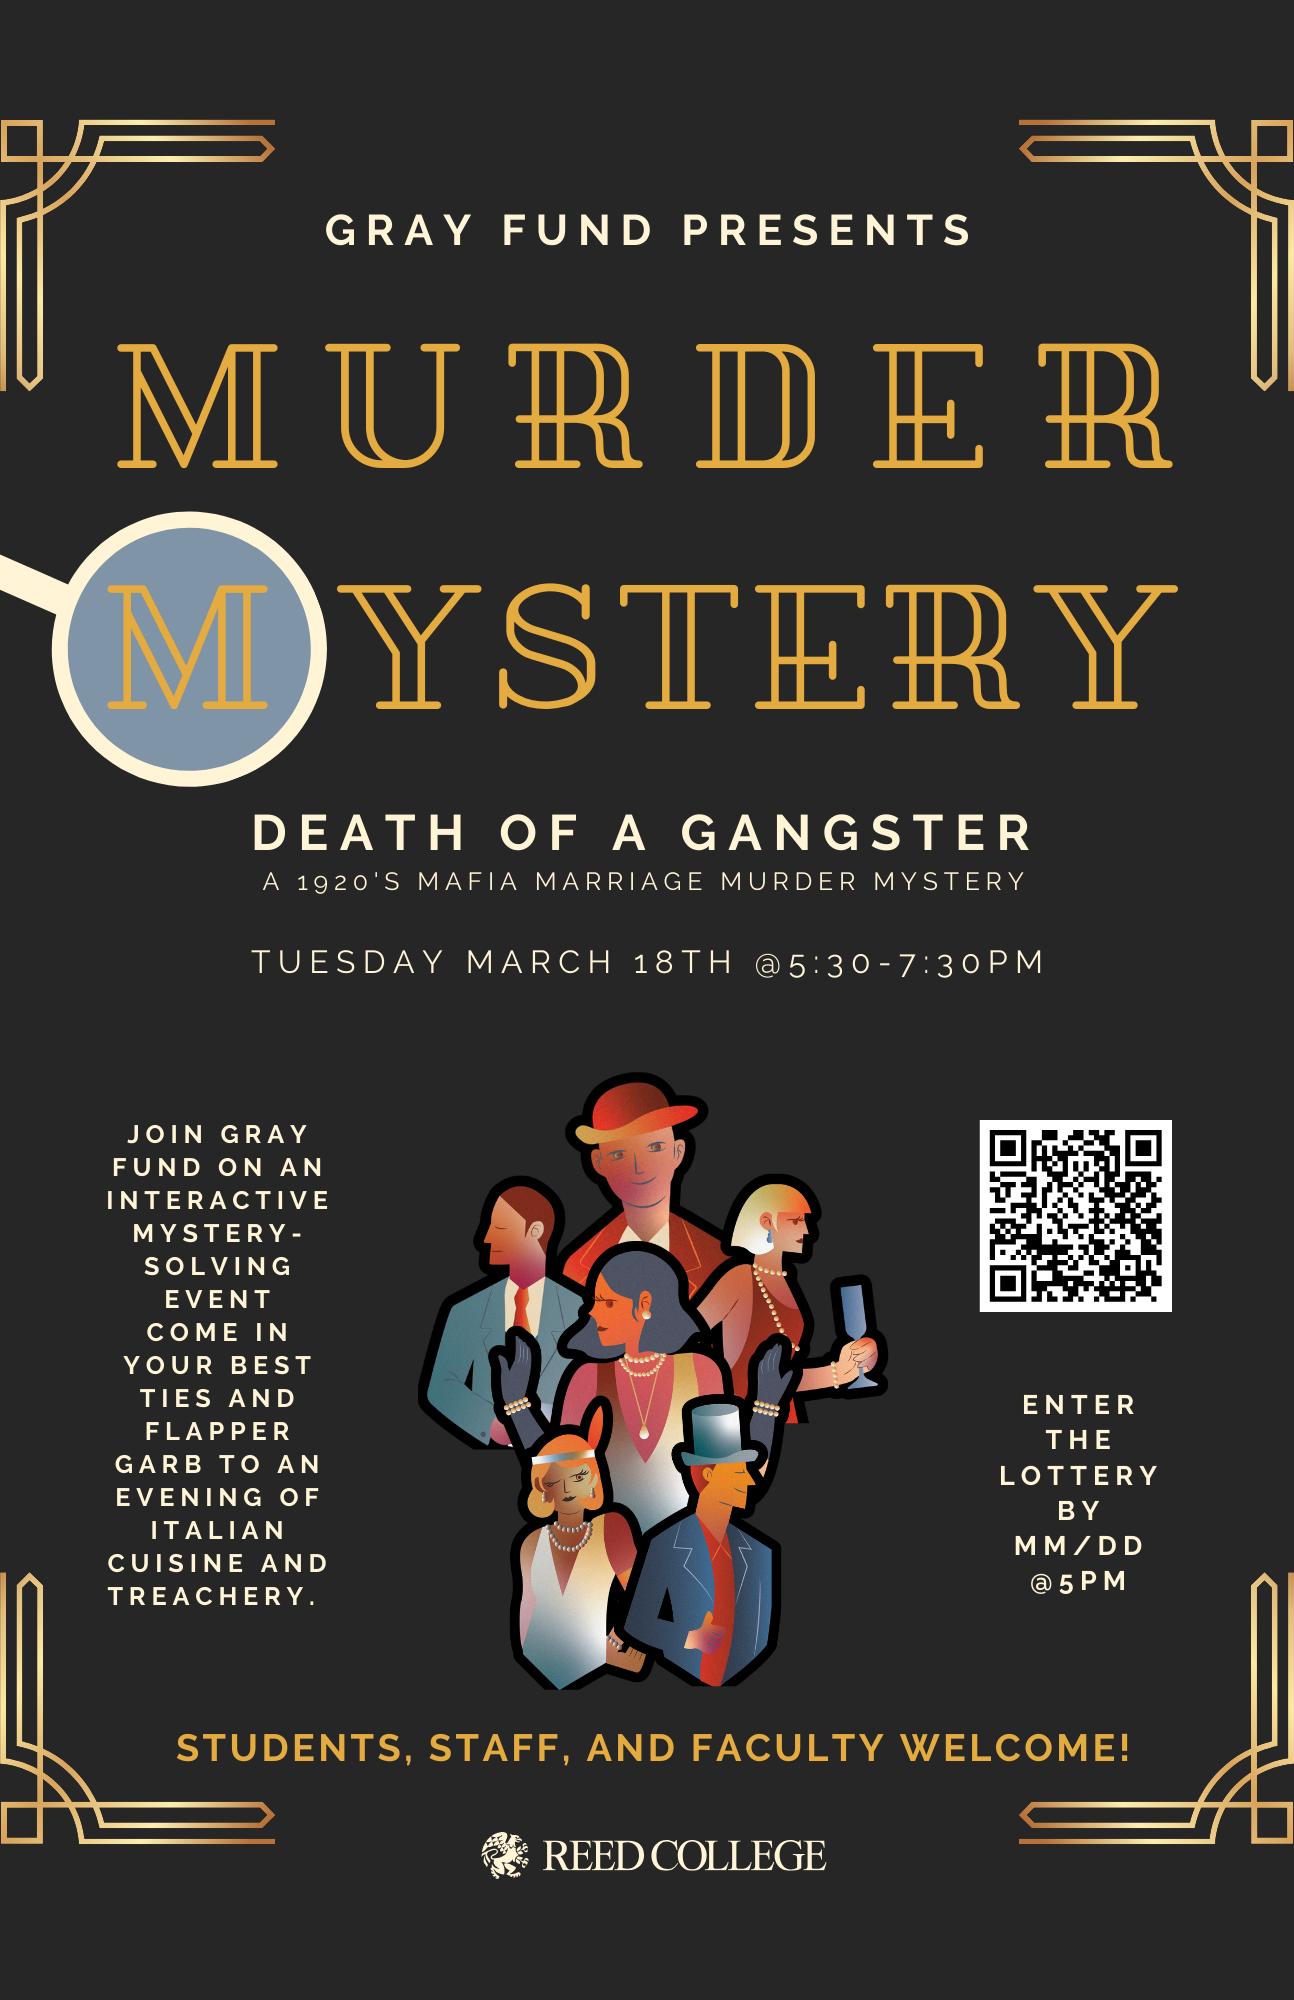 GRAY FUND PRESENTS
MURDER
MYSTERY
DEATH OF A GANGSTER
A 1920'S MAFIA MARRIAGE MURDER MYSTERY
TUESDAY MARCH 18TH @5:30-7:30PM
JOIN GRAY
FUND ON AN
INTERACTIVE
MYSTERY-
SOLVING
EVENT
COME IN
YOUR BEST
TIES AND
FLAPPER
GARB TO AN
EVENING OF
ITALIAN
CUISINE AND
TREACHERY.
ENTER
THE
LOTTERY
BY
MM/DD
@5PM
STUDENTS, STAFF, AND FACULTY WELCOME!
REED COLLEGE